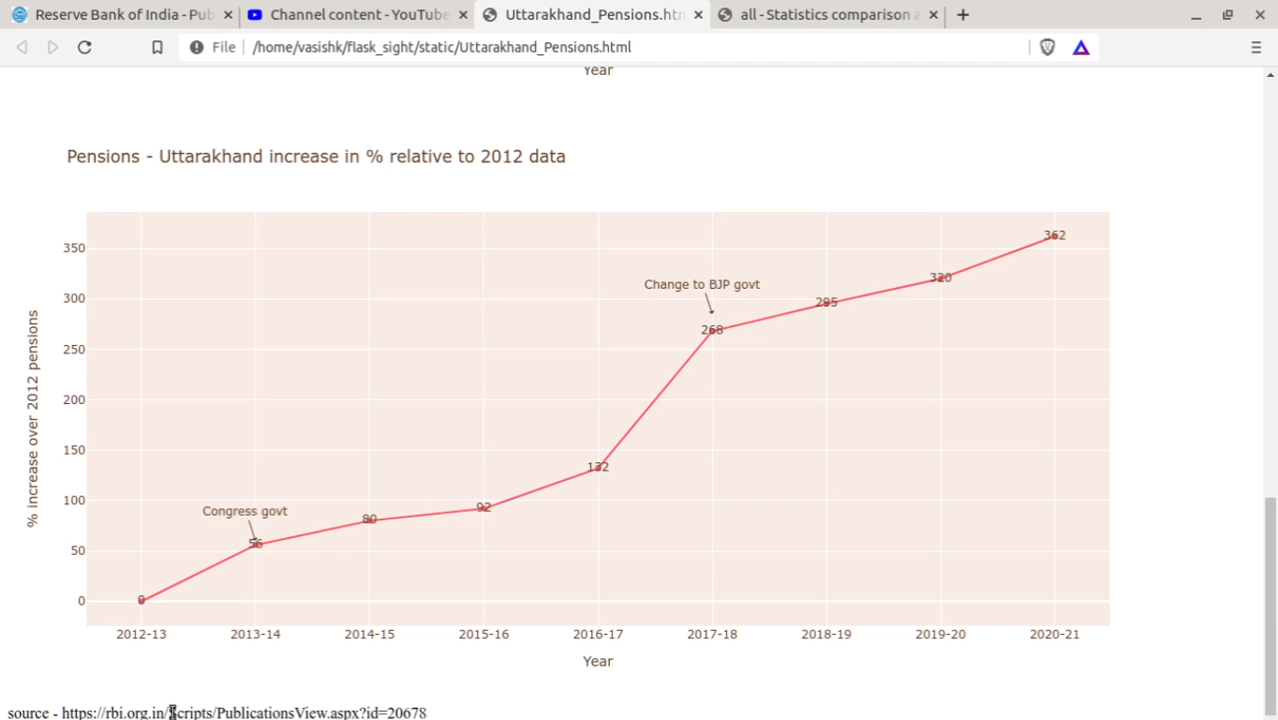 Reserve Bank of India - Pub
Channel content - YouTube
Uttarakhand_Pensions.htm
all - Statistics comparison a
File
/home/vasishk/flask_sight/static/Uttarakhand_Pensions.html
Year
Pensions - Uttarakhand increase in % relative to 2012 data
% increase over 2012 pensions
350
300
250
200
150
100
50
0
362
320
295
Change to BJP govt
268
132
92
80
Congress govt
56
0
2012-13 2013-14 2014-15 2015-16 2016-17 2017-18 2018-19 2019-20 2020-21
Year
source - https://rbi.org.in/Scripts/PublicationsView.aspx?id=20678